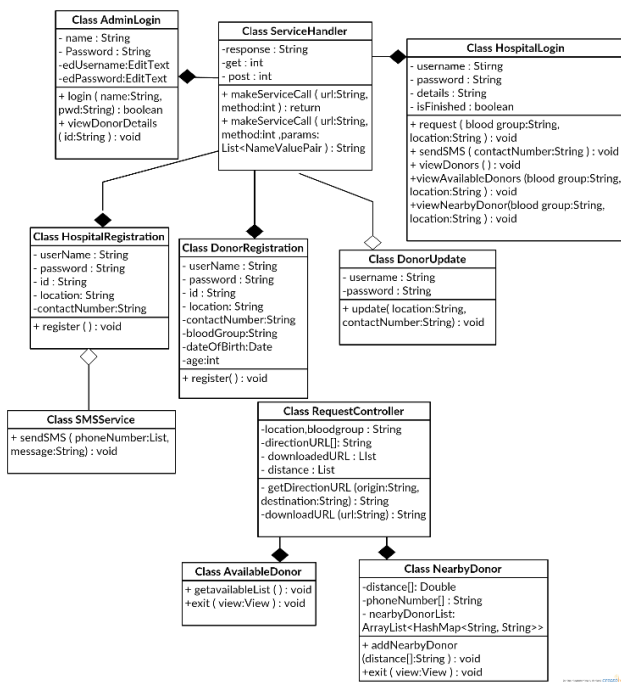 Class AdminLogin
- name : String
- Password : String
-edUsername:EditText
-edPassword:EditText
+ login ( name:String,
pwd:String) : boolean
+ viewDonorDetails
( id:String ) : void
Class ServiceHandler
-response : String
-get : int
- post : int
+ makeServiceCall ( url:String,
method:int ) : return
+ makeServiceCall ( url:String,
method:int ,params:
List<NameValuePair ) : String
Class HospitalLogin
- username : Stirng
- password : String
- details : String
- isFinished : boolean
+ request ( blood group:String,
location:String ) : void
+ sendSMS ( contactNumber:String ) : void
+ viewDonors ( ) : void
+viewAvailableDonors (blood group:String,
location:String ) : void
+viewNearbyDonor(blood group:String,
location:String ) : void
Class HospitalRegistration
- userName : String
- password : String
- id : String
- location: String
-contactNumber:String
+ register ( ) : void
Class DonorRegistration
- userName : String
- password : String
- id : String
- location: String
-contactNumber:String
-bloodGroup:String
-dateOfBirth:Date
-age:int
+ register( ) : void
Class DonorUpdate
- username : String
-password : String
+ update( location:String,
contactNumber:String) : void
Class SMSService
+ sendSMS ( phoneNumber:List,
message:String) : void
Class RequestController
-location,bloodgroup : String
-directionURL[]: String
- downloadedURL : LIst
- distance : List
- getDirectionURL (origin:String,
destination:String) : String
-downloadURL (url:String) : String
Class AvailableDonor
+ getavailableList ( ) : void
+exit ( view:View ) : void
Class NearbyDonor
-distance[]: Double
-phoneNumber[] : String
- nearbyDonorList:
ArrayList<HashMap<String, String>>
+ addNearbyDonor
(distance[]:String ) : void
+exit ( view:View ) : void